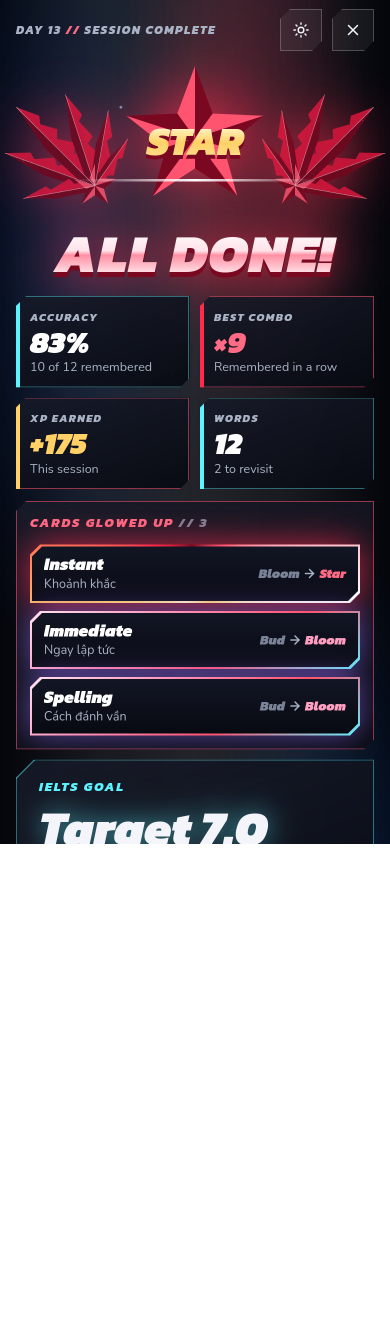 DAY 13 // SESSION COMPLETE
STAR
ALL DONE!
ACCURACY
83%
10 of 12 remembered
BEST COMBO
×9
Remembered in a row
XP EARNED
+175
This session
WORDS
12
2 to revisit
CARDS GLOWED UP // 3
Instant
Khoảnh khắc
Bloom → Star
Immediate
Ngay lập tức
Bud → Bloom
Spelling
Cách đánh vần
Bud → Bloom
IELTS GOAL
Target 7.0